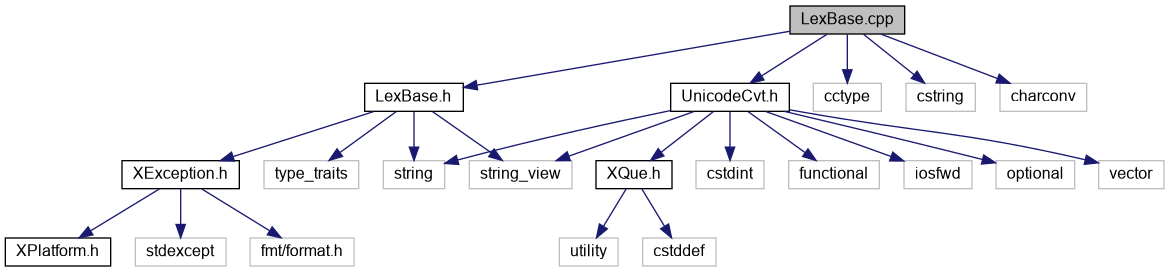 LexBase.cpp
LexBase.h
UnicodeCvt.h
cctype
cstring
charconv
XException.h
type_traits
string
string_view
XQue.h
cstdint
functional
iosfwd
optional
vector
XPlatform.h
stdexcept
fmt/format.h
utility
cstddef